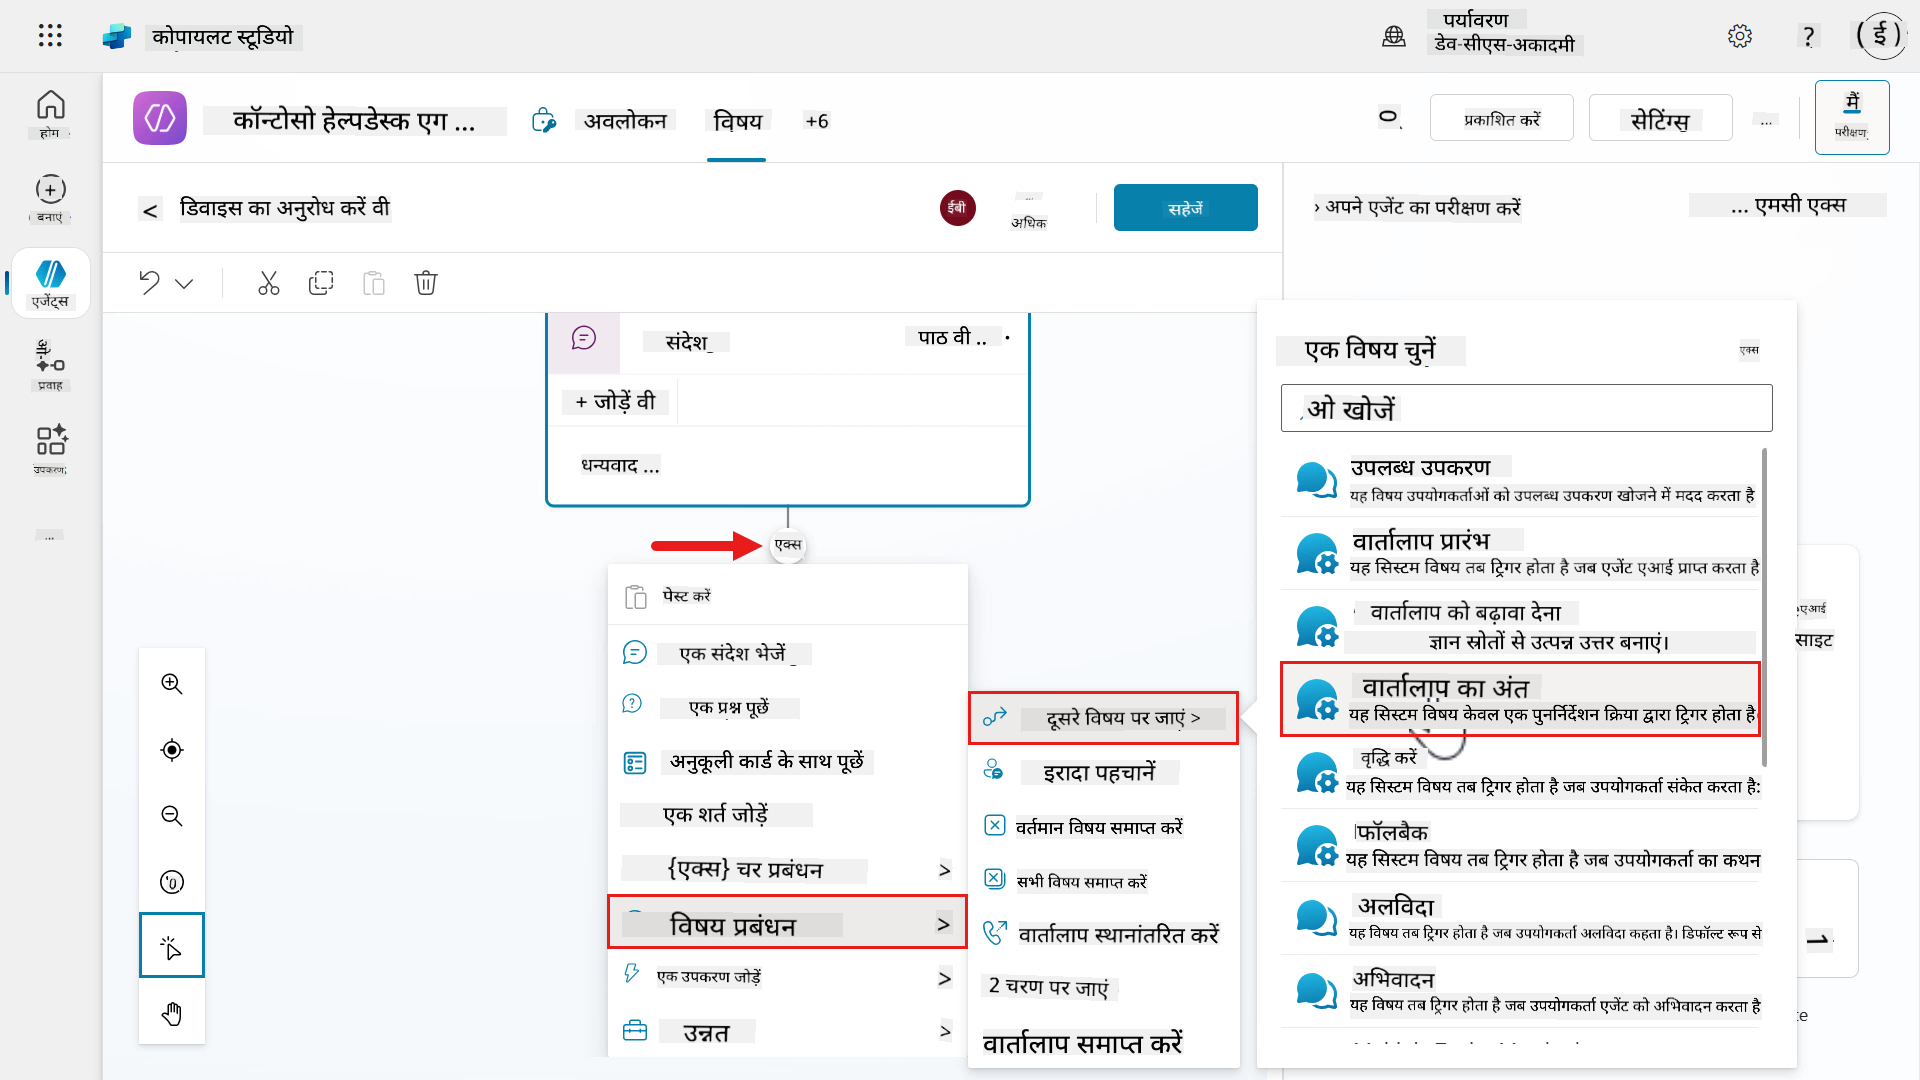 कोपायलट स्टूडियो
पर्यावरण
डेव-सीएस-अकादमी
?
( ई )
होम
बनाएं
एजेंट्स
प्रवाह
उपकरण
...
कॉन्टोसो हेल्पडेस्क एग ...
अवलोकन
विषय
+6
प्रकाशित करें
सेटिंग्स
...
मैं
परीक्षण
< डिवाइस का अनुरोध करें वी
ईबी
अधिक
सहेजें
› अपने एजेंट का परीक्षण करें
... एमसी एक्स
संदेश
पाठ वी ..
+ जोड़ें वी
धन्यवाद ...
एक्स
पेस्ट करें
एक संदेश भेजें
एक प्रश्न पूछें
अनुकूली कार्ड के साथ पूछें
एक शर्त जोड़ें
{एक्स} चर प्रबंधन >
विषय प्रबंधन >
एक उपकरण जोड़ें >
उन्नत >
दूसरे विषय पर जाएं >
इरादा पहचानें
वर्तमान विषय समाप्त करें
सभी विषय समाप्त करें
वार्तालाप स्थानांतरित करें
2 चरण पर जाएं
वार्तालाप समाप्त करें
एक विषय चुनें
एक्स
ओ खोजें
उपलब्ध उपकरण
यह विषय उपयोगकर्ताओं को उपलब्ध उपकरण खोजने में मदद करता है
वार्तालाप प्रारंभ
यह सिस्टम विषय तब ट्रिगर होता है जब एजेंट एआई प्राप्त करता है
वार्तालाप को बढ़ावा देना
ज्ञान स्रोतों से उत्पन्न उत्तर बनाएं।
वार्तालाप का अंत
यह सिस्टम विषय केवल एक पुनर्निर्देशन क्रिया द्वारा ट्रिगर होता है
वृद्धि करें
यह सिस्टम विषय तब ट्रिगर होता है जब उपयोगकर्ता संकेत करता है:
फॉलबैक
यह सिस्टम विषय तब ट्रिगर होता है जब उपयोगकर्ता का कथन
अलविदा
यह विषय तब ट्रिगर होता है जब उपयोगकर्ता अलविदा कहता है। डिफॉल्ट रूप से
अभिवादन
यह विषय तब ट्रिगर होता है जब उपयोगकर्ता एजेंट को अभिवादन करता है
एआई
साइट
te